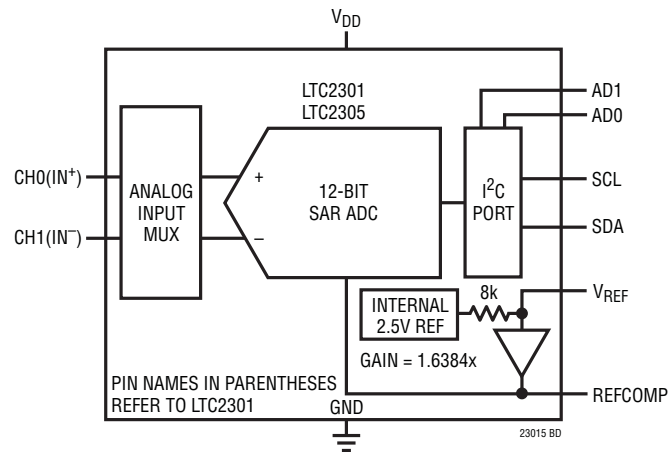 V_DD
LTC2301
LTC2305
AD1
AD0
CH0(IN⁺)
CH1(IN⁻)
ANALOG
INPUT
MUX
+
–
12-BIT
SAR ADC
I²C
PORT
SCL
SDA
INTERNAL
2.5V REF
8k
V_REF
GAIN = 1.6384x
REFCOMP
PIN NAMES IN PARENTHESES
REFER TO LTC2301
GND
23015 BD